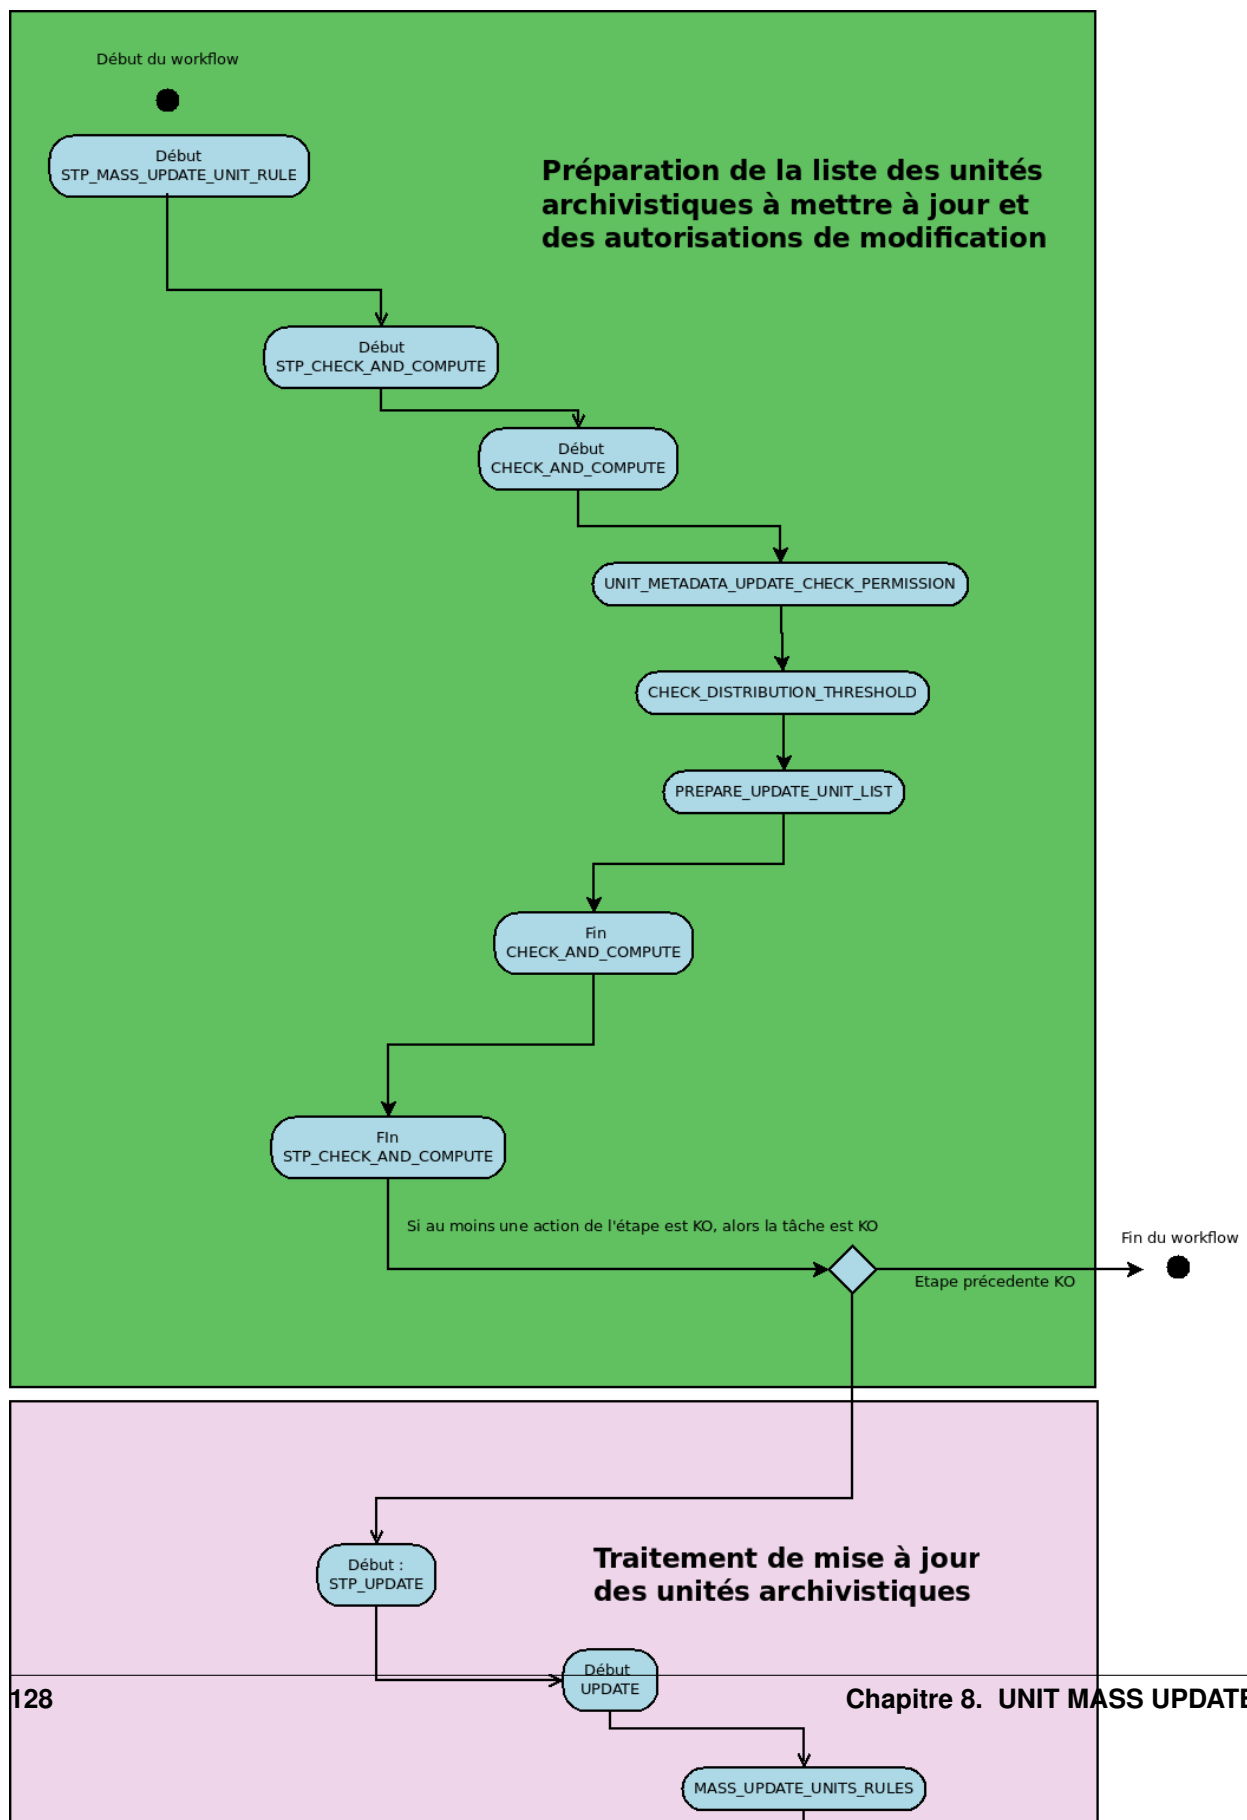 Début du workflow
Début
STP_MASS_UPDATE_UNIT_RULE
Préparation de la liste des unités
archivistiques à mettre à jour et
des autorisations de modification
Début
STP_CHECK_AND_COMPUTE
Début
CHECK_AND_COMPUTE
UNIT_METADATA_UPDATE_CHECK_PERMISSION
CHECK_DISTRIBUTION_THRESHOLD
PREPARE_UPDATE_UNIT_LIST
Fin
CHECK_AND_COMPUTE
FIn
STP_CHECK_AND_COMPUTE
Si au moins une action de l'étape est KO, alors la tâche est KO
Fin du workflow
Etape précedente KO
Début :
STP_UPDATE
Traitement de mise à jour
des unités archivistiques
Début
UPDATE
128
Chapitre 8. UNIT MASS UPDATE
MASS_UPDATE_UNITS_RULES